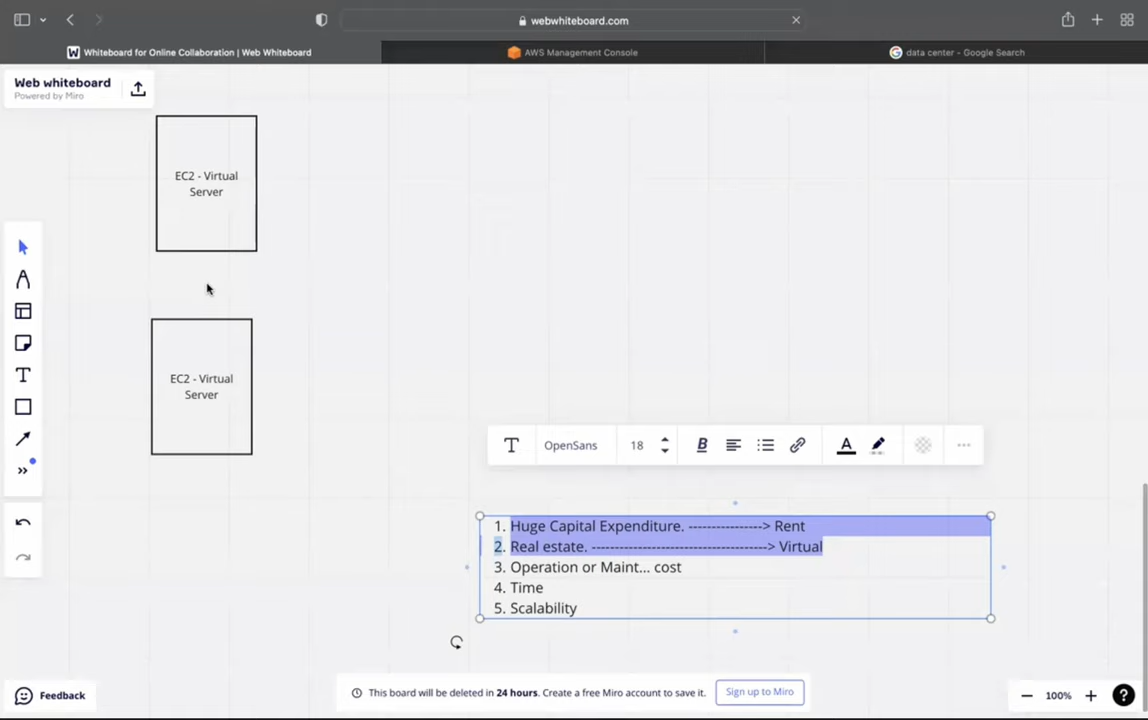 webwhiteboard.com
Whiteboard for Online Collaboration | Web Whiteboard
AWS Management Console
data center - Google Search
Web whiteboard
Powered by Miro
EC2 - Virtual
Server
EC2 - Virtual
Server
OpenSans
18
1. Huge Capital Expenditure. ----------------> Rent
2. Real estate. --------------------------------------> Virtual
3. Operation or Maint... cost
4. Time
5. Scalability
This board will be deleted in 24 hours. Create a free Miro account to save it.
Sign up to Miro
Feedback
100%